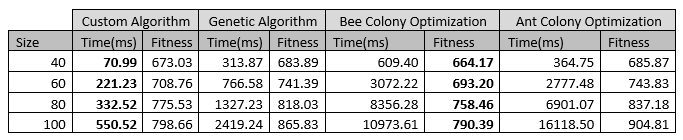 Custom Algorithm Genetic Algorithm Bee Colony Optimization Ant Colony Optimization
Size Time(ms) Fitness Time(ms) Fitness Time(ms) Fitness Time(ms) Fitness
40 70.99 673.03 313.87 683.89 609.40 664.17 364.75 685.87
60 221.23 708.76 766.58 741.39 3072.22 693.20 2777.48 743.83
80 332.52 775.53 1327.23 818.03 8356.28 758.46 6901.07 837.18
100 550.52 798.66 2419.24 865.83 10973.61 790.39 16118.50 904.81